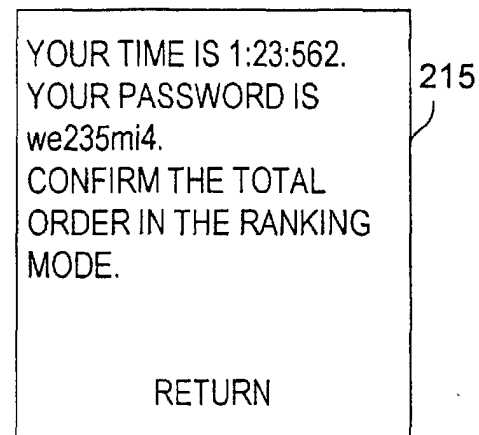 YOUR TIME IS 1:23:562.
YOUR PASSWORD IS
we235mi4.
CONFIRM THE TOTAL
ORDER IN THE RANKING
MODE.
RETURN
215